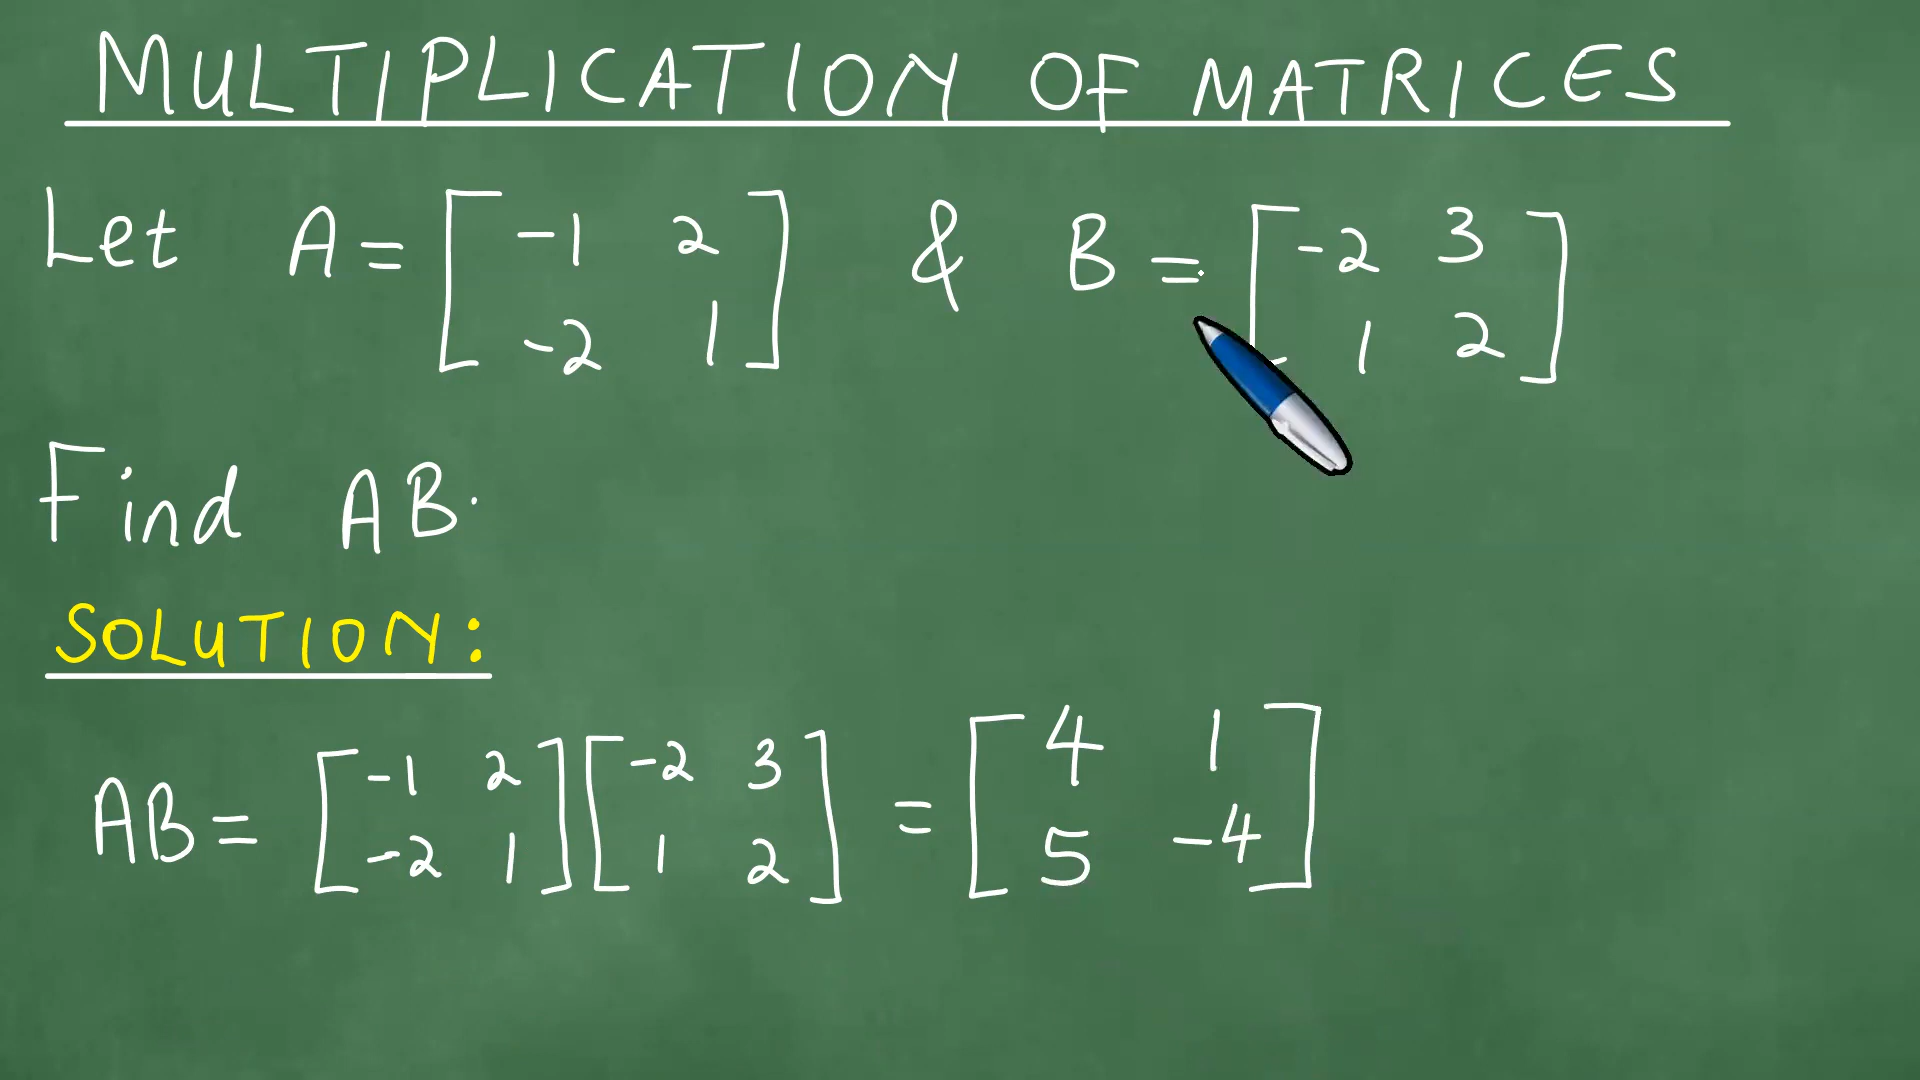 MULTIPLICATION OF MATRICES
Let A = [ -1 2 ; -2 1 ] & B = [ -2 3 ; 1 2 ]
Find AB.
SOLUTION:
AB = [ -1 2 ; -2 1 ] [ -2 3 ; 1 2 ] = [ 4 1 ; 5 -4 ]